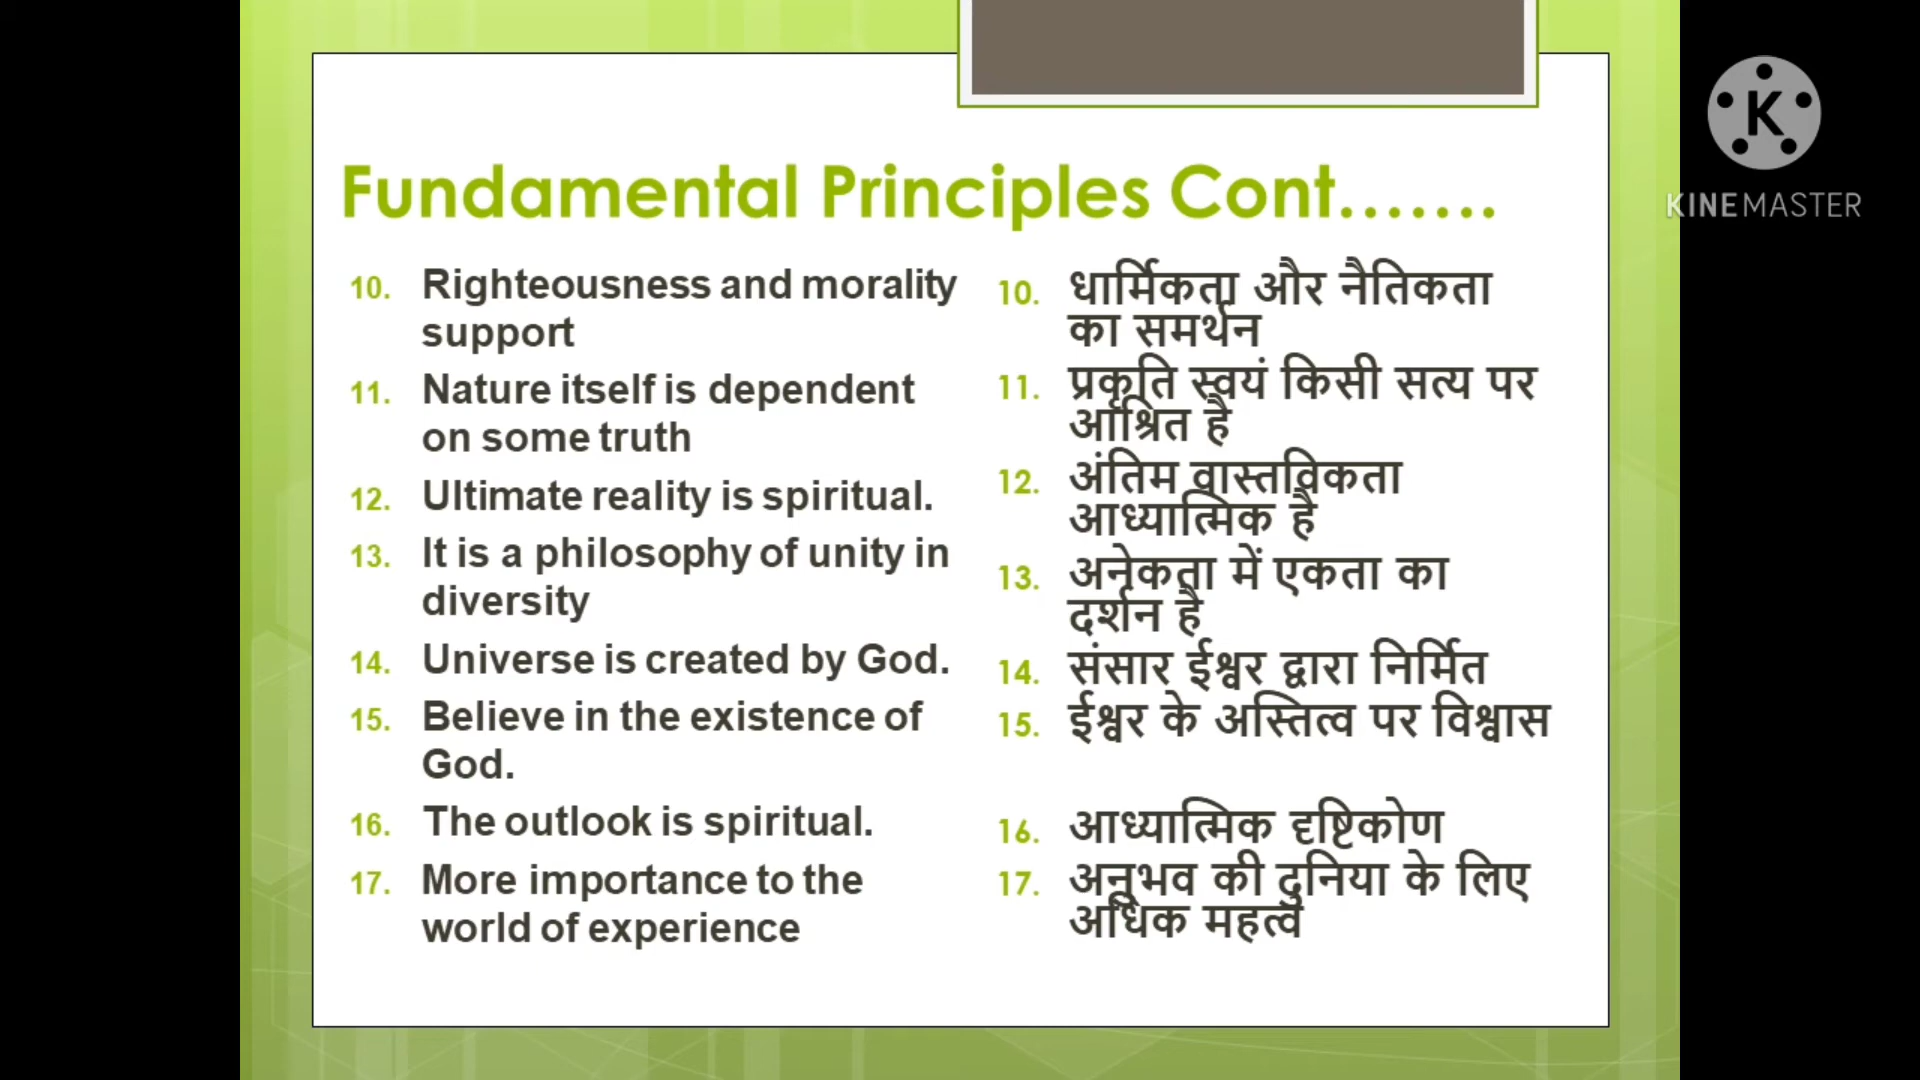 Fundamental Principles Cont.......
10. Righteousness and morality
support
11. Nature itself is dependent
on some truth
12. Ultimate reality is spiritual.
13. It is a philosophy of unity in
diversity
14. Universe is created by God.
15. Believe in the existence of
God.
16. The outlook is spiritual.
17. More importance to the
world of experience
10. धार्मिकता और नैतिकता
का समर्थन
11. प्रकृति स्वयं किसी सत्य पर
आश्रित है
12. अंतिम वास्तविकता
आध्यात्मिक है
13. अनेकता में एकता का
दर्शन है
14. संसार ईश्वर द्वारा निर्मित
15. ईश्वर के अस्तित्व पर विश्वास
16. आध्यात्मिक दृष्टिकोण
17. अनुभव की दुनिया के लिए
अधिक महत्व
K
KINEMASTER